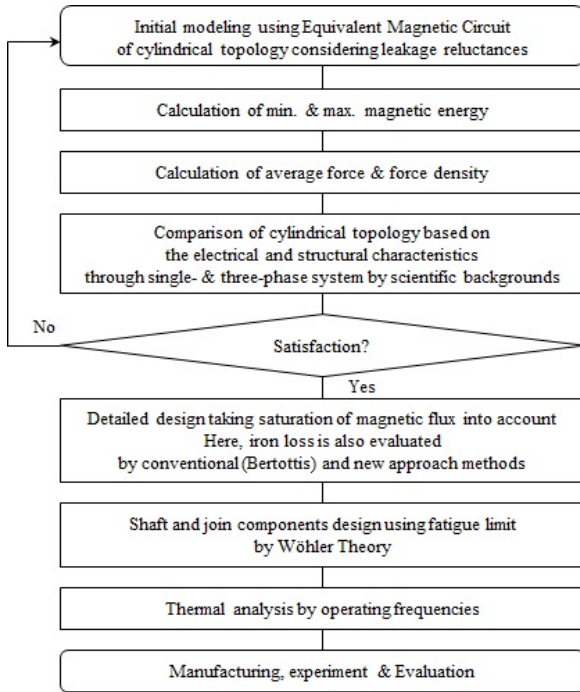 Initial modeling using Equivalent Magnetic Circuit
of cylindrical topology considering leakage reluctances
Calculation of min. & max. magnetic energy
Calculation of average force & force density
Comparison of cylindrical topology based on
the electrical and structural characteristics
through single- & three-phase system by scientific backgrounds
No
Satisfaction?
Yes
Detailed design taking saturation of magnetic flux into account
Here, iron loss is also evaluated
by conventional (Bertottis) and new approach methods
Shaft and join components design using fatigue limit
by Wöhler Theory
Thermal analysis by operating frequencies
Manufacturing, experiment & Evaluation